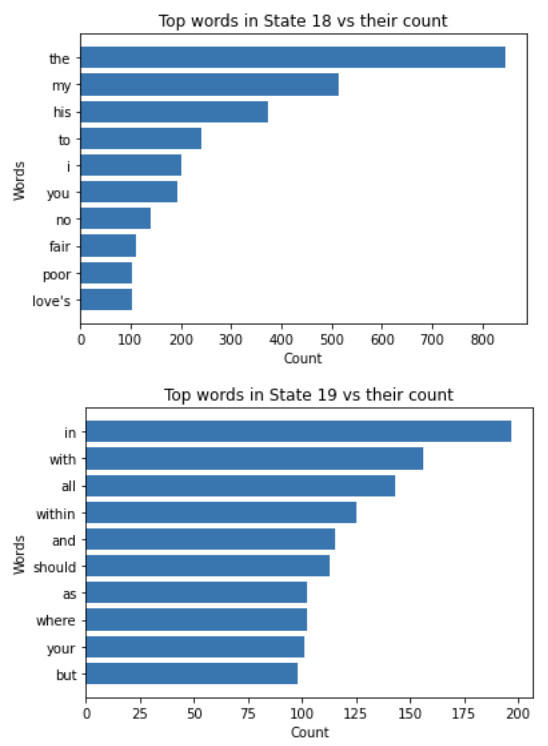 Top words in State 18 vs their count
the
my
his
to
i
you
no
fair
poor
love's
Words
0 100 200 300 400 500 600 700 800
Count
Top words in State 19 vs their count
in
with
all
within
and
should
as
where
your
but
Words
0 25 50 75 100 125 150 175 200
Count